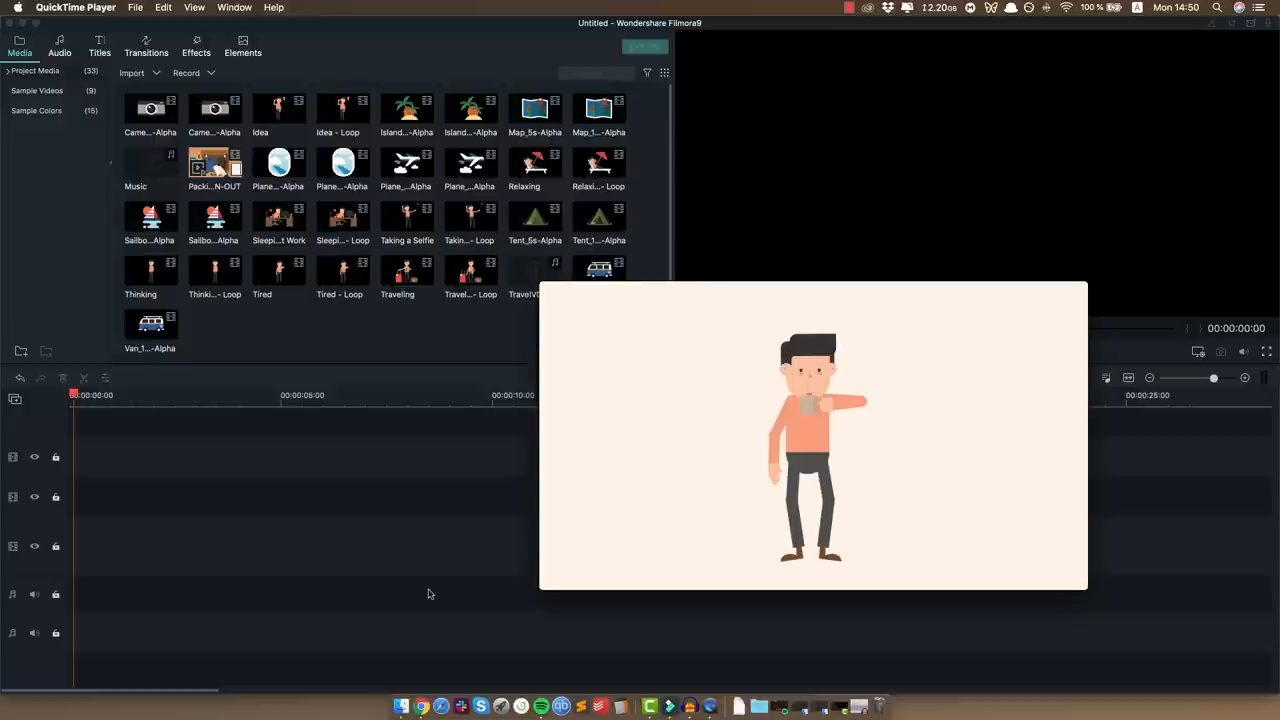 QuickTime Player File Edit View Window Help 12.20GB 100 % A Mon 14:50
Untitled - Wondershare Filmora9
Media Audio Titles Transitions Effects Elements
Project Media (33)
Sample Videos (9)
Sample Colors (15)
Import Record
Came...-Alpha Came...-Alpha Idea Idea - Loop Island...-Alpha Island...-Alpha Map_5s-Alpha Map_1...-Alpha
Music Packi...N-OUT Plane...-Alpha Plane...-Alpha Plane_...Alpha Plane_...Alpha Relaxing Relaxi... - Loop
Sailbo...Alpha Sailbo...Alpha Sleepi...t Work Sleepi... - Loop Taking a Selfie Takin... - Loop Tent_5s-Alpha Tent_1...-Alpha
Thinking Thinki... - Loop Tired Tired - Loop Traveling Travel... - Loop
Van_1...-Alpha
00:00:00:00
00:00:00:00 00:00:05:00 00:00:10:00 00:00:25:00